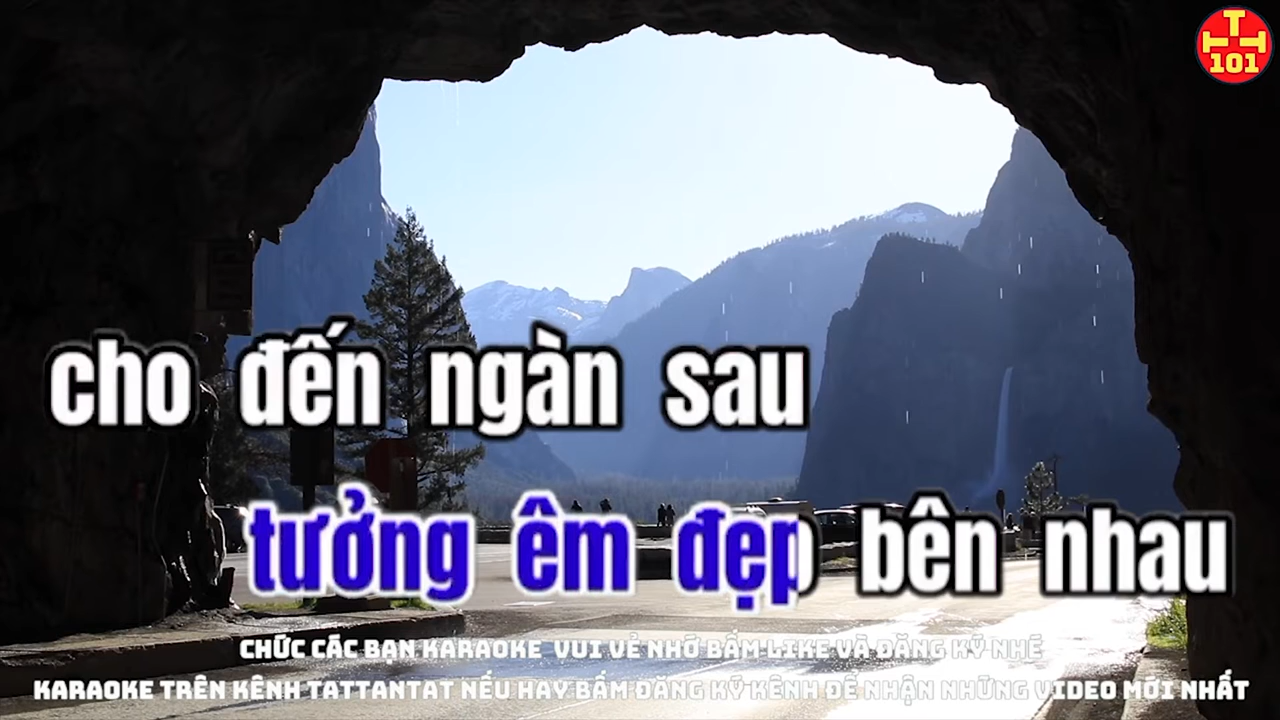 TTH
101
cho đến ngàn sau
tưởng êm đẹp bên nhau
CHÚC CÁC BẠN KARAOKE VUI VẺ NHỚ BẤM LIKE VÀ ĐĂNG KÝ NHÉ
KARAOKE TRÊN KÊNH TATTANTAT NẾU HAY BẤM ĐĂNG KÝ KÊNH ĐỂ NHẬN NHỮNG VIDEO MỚI NHẤT